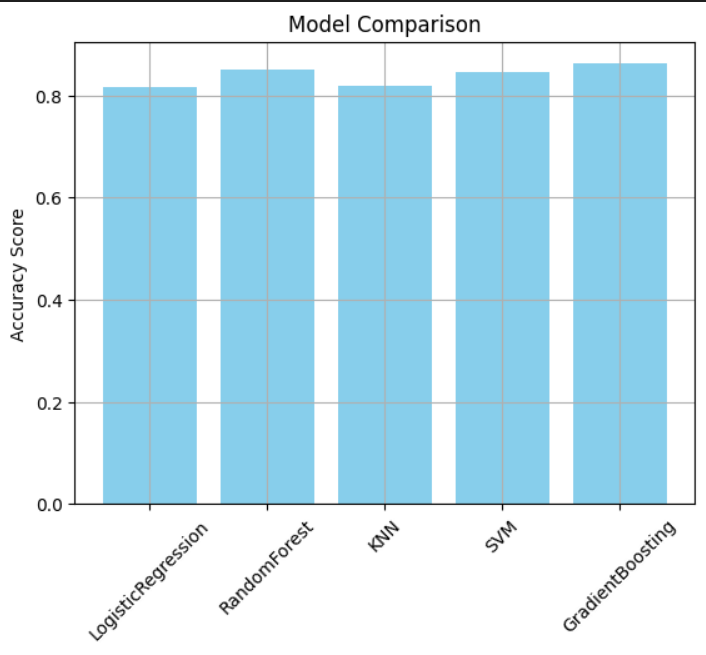 Model Comparison
Accuracy Score
0.8
0.6
0.4
0.2
0.0
LogisticRegression
RandomForest
KNN
SVM
GradientBoosting